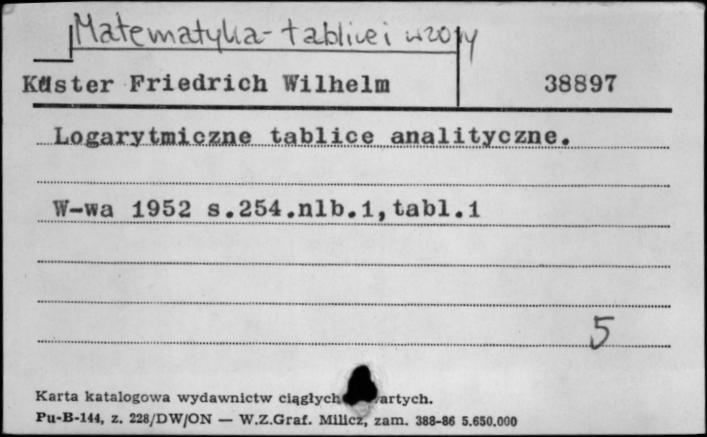 Matematyka - tablice i wzory
Küster Friedrich Wilhelm 38897
Logarytmiczne tablice analityczne.
W-wa 1952 s.254.nlb.1,tabl.1
5
Karta katalogowa wydawnictw ciągłych artych.
Pu-B-144, z. 228/DW/ON — W.Z.Graf. Milicz, zam. 388-86 5.650.000